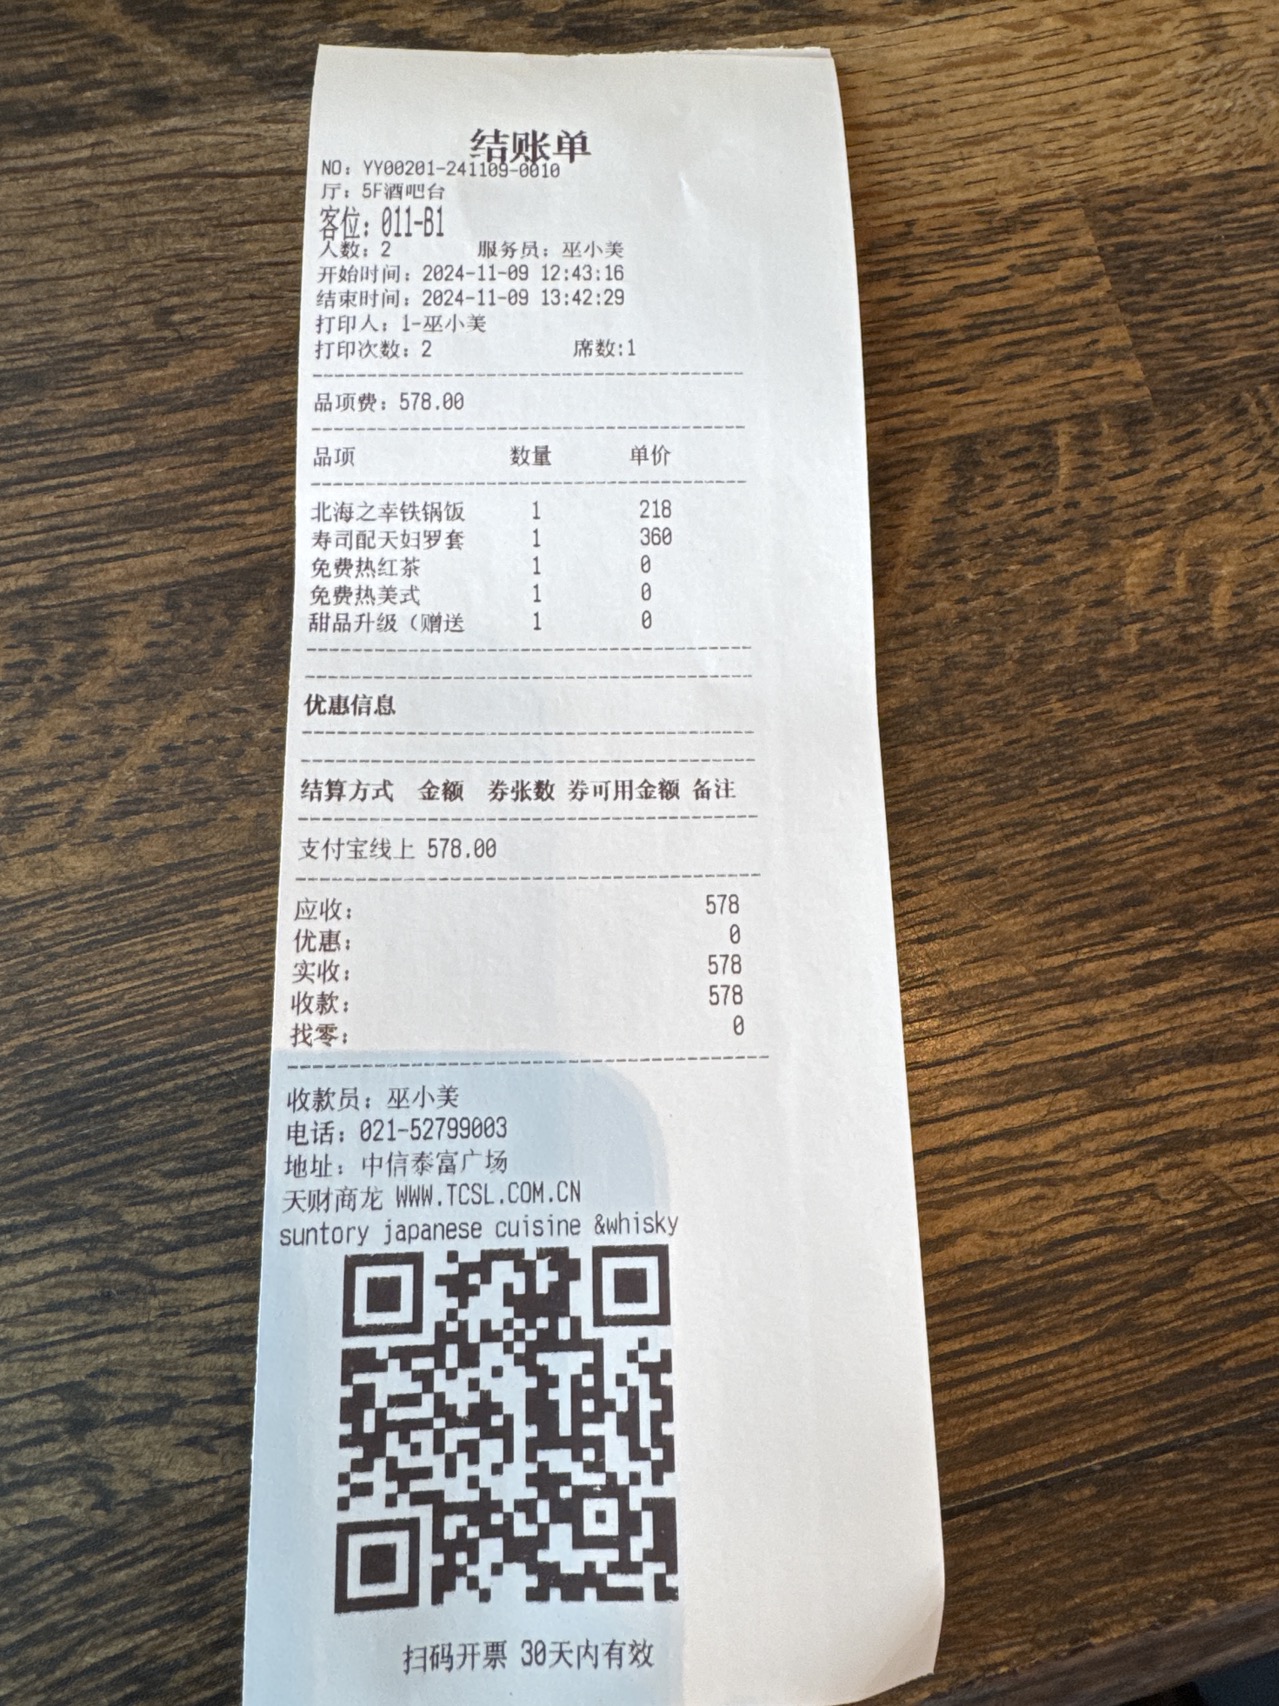 结账单
NO: YY00201-241109-0010
厅: 5F酒吧台
客位: 011-B1
人数: 2 服务员: 巫小美
开始时间: 2024-11-09 12:43:16
结束时间: 2024-11-09 13:42:29
打印人: 1-巫小美
打印次数: 2 席数:1
品项费: 578.00
品项 数量 单价
北海之幸铁锅饭 1 218
寿司配天妇罗套 1 360
免费热红茶 1 0
免费热美式 1 0
甜品升级（赠送 1 0
优惠信息
结算方式 金额 券张数 券可用金额 备注
支付宝线上 578.00
应收: 578
优惠: 0
实收: 578
收款: 578
找零: 0
收款员: 巫小美
电话: 021-52799003
地址: 中信泰富广场
天财商龙 WWW.TCSL.COM.CN
suntory japanese cuisine &whisky
扫码开票 30天内有效